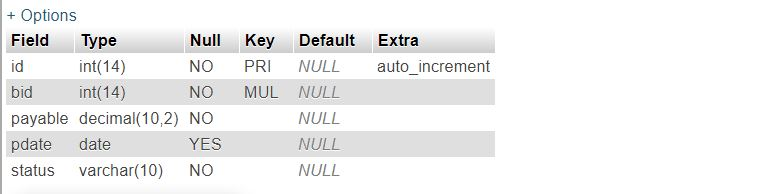 + Options
Field Type Null Key Default Extra
id int(14) NO PRI NULL auto_increment
bid int(14) NO MUL NULL
payable decimal(10,2) NO NULL
pdate date YES NULL
status varchar(10) NO NULL